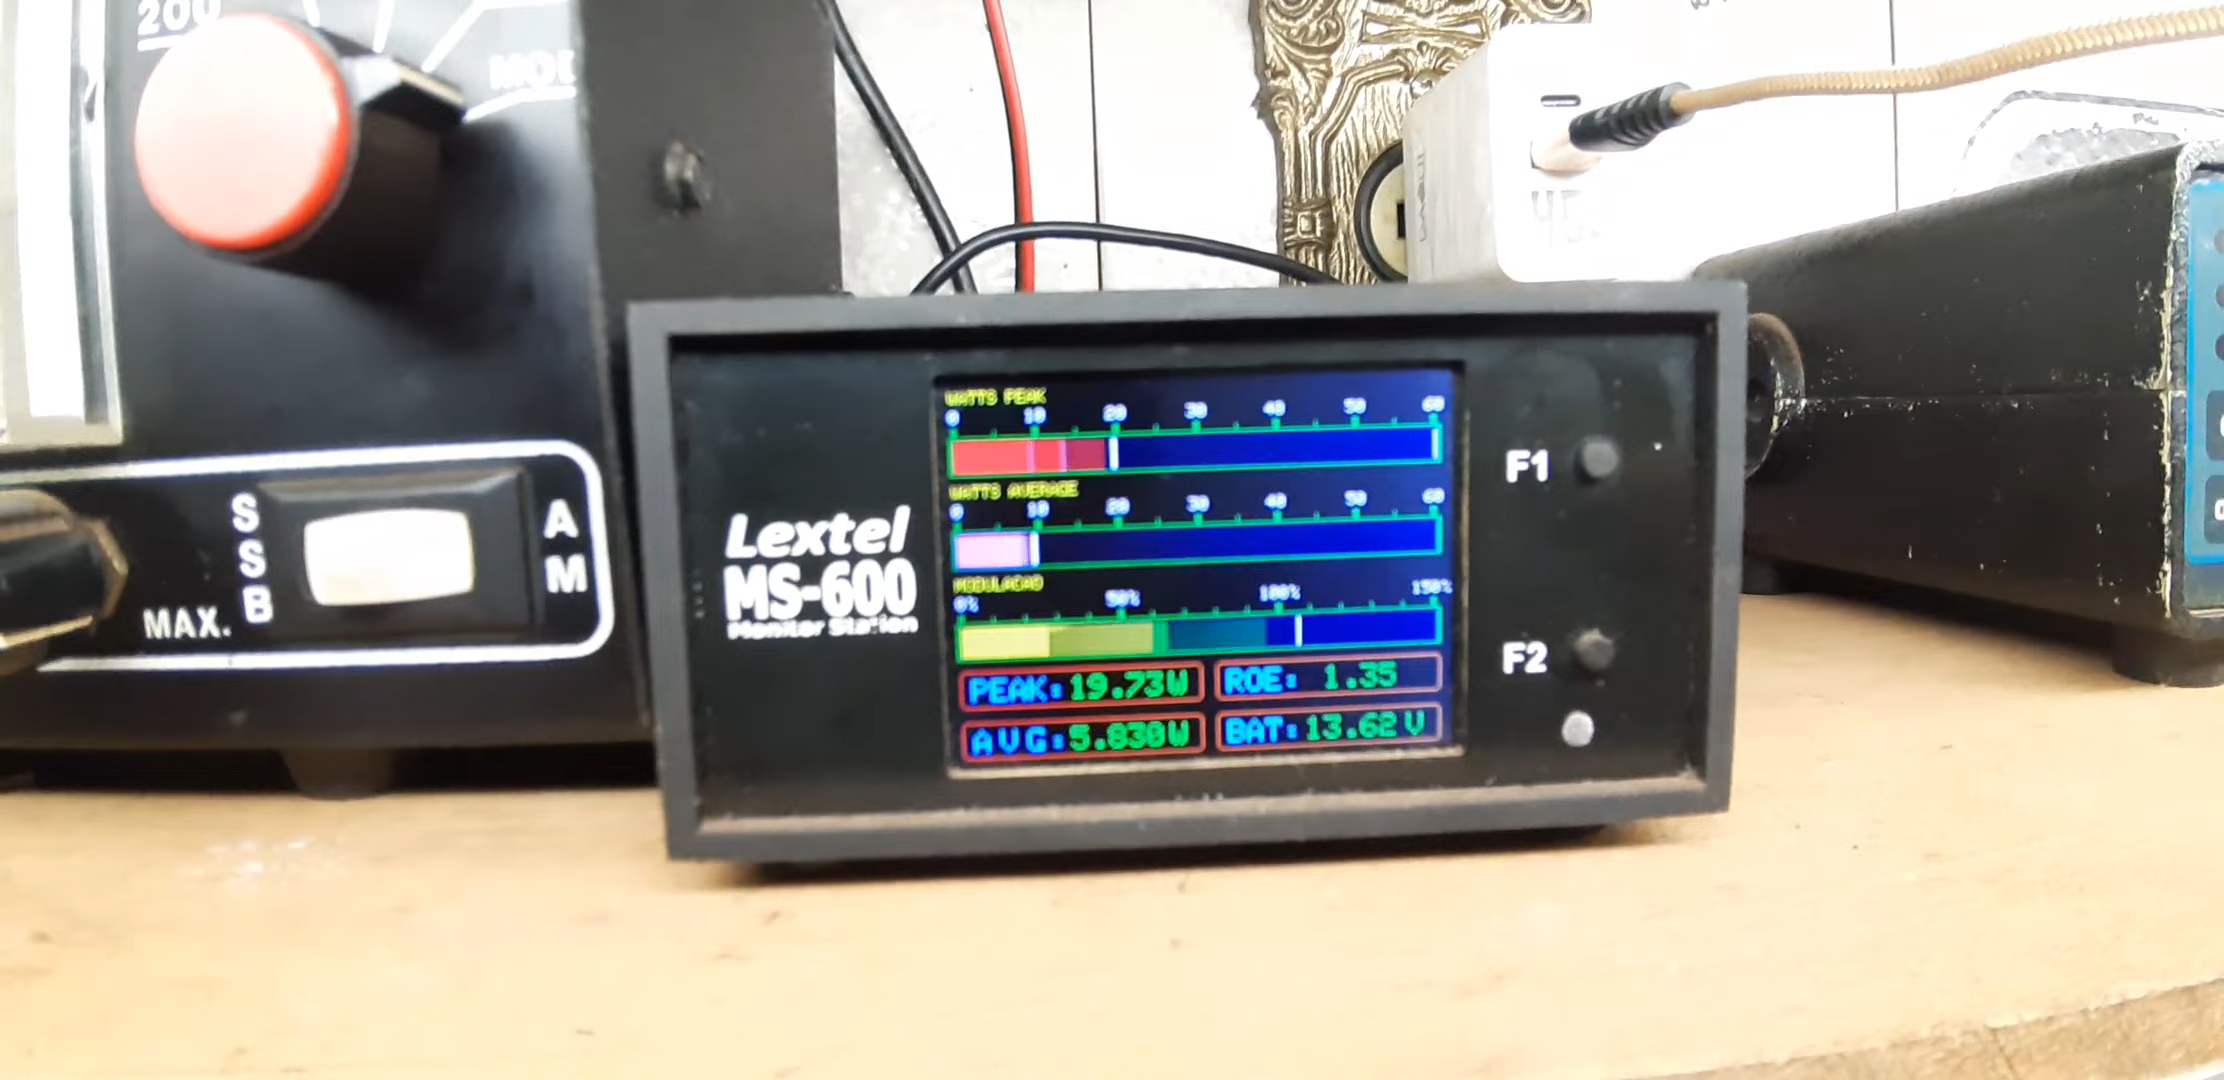 200
S
S
B
A
M
MAX.
Lextel
MS-600
Monitor Station
WATTS PEAK
0 10 20 30 40 50 60
WATTS AVERAGE
0 10 20 30 40 50 60
MODULACAO
0% 50% 100% 150%
PEAK: 19.73W
ROE: 1.35
AVG: 5.830W
BAT: 13.62V
F1
F2